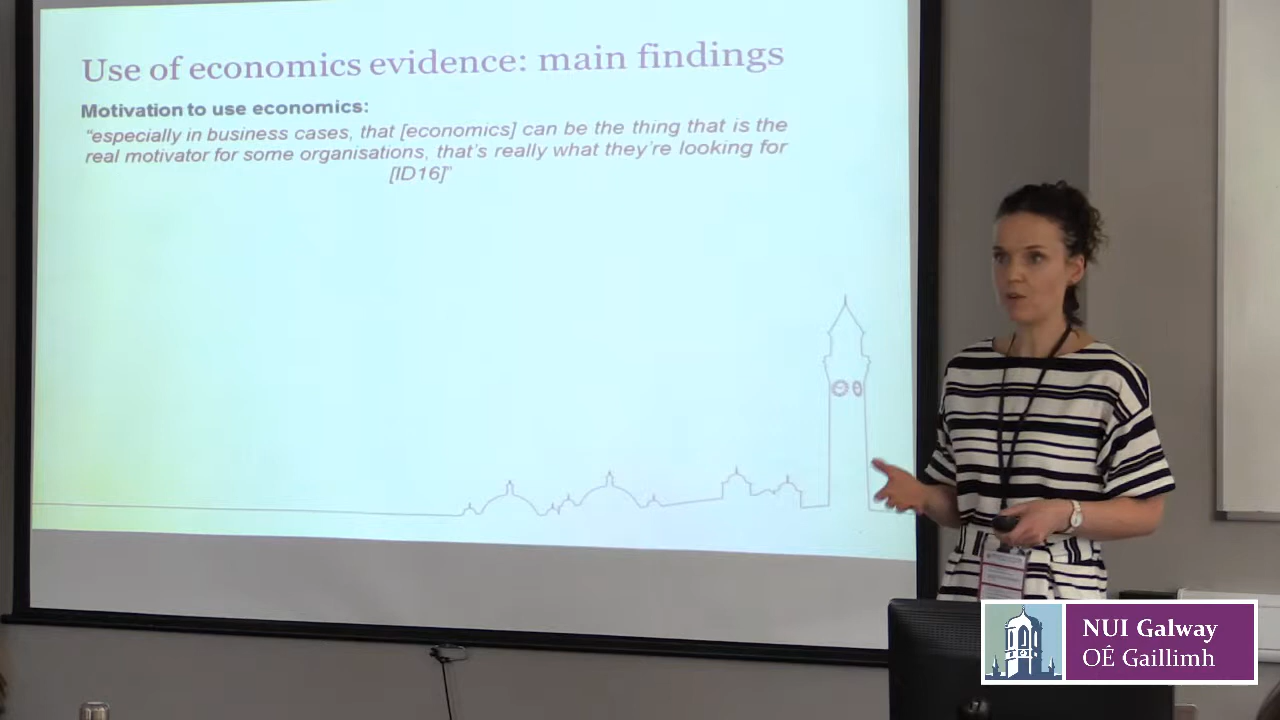 Use of economics evidence: main findings
Motivation to use economics:
“especially in business cases, that [economics] can be the thing that is the
real motivator for some organisations, that’s really what they’re looking for
[ID16]”
NUI Galway
OÉ Gaillimh